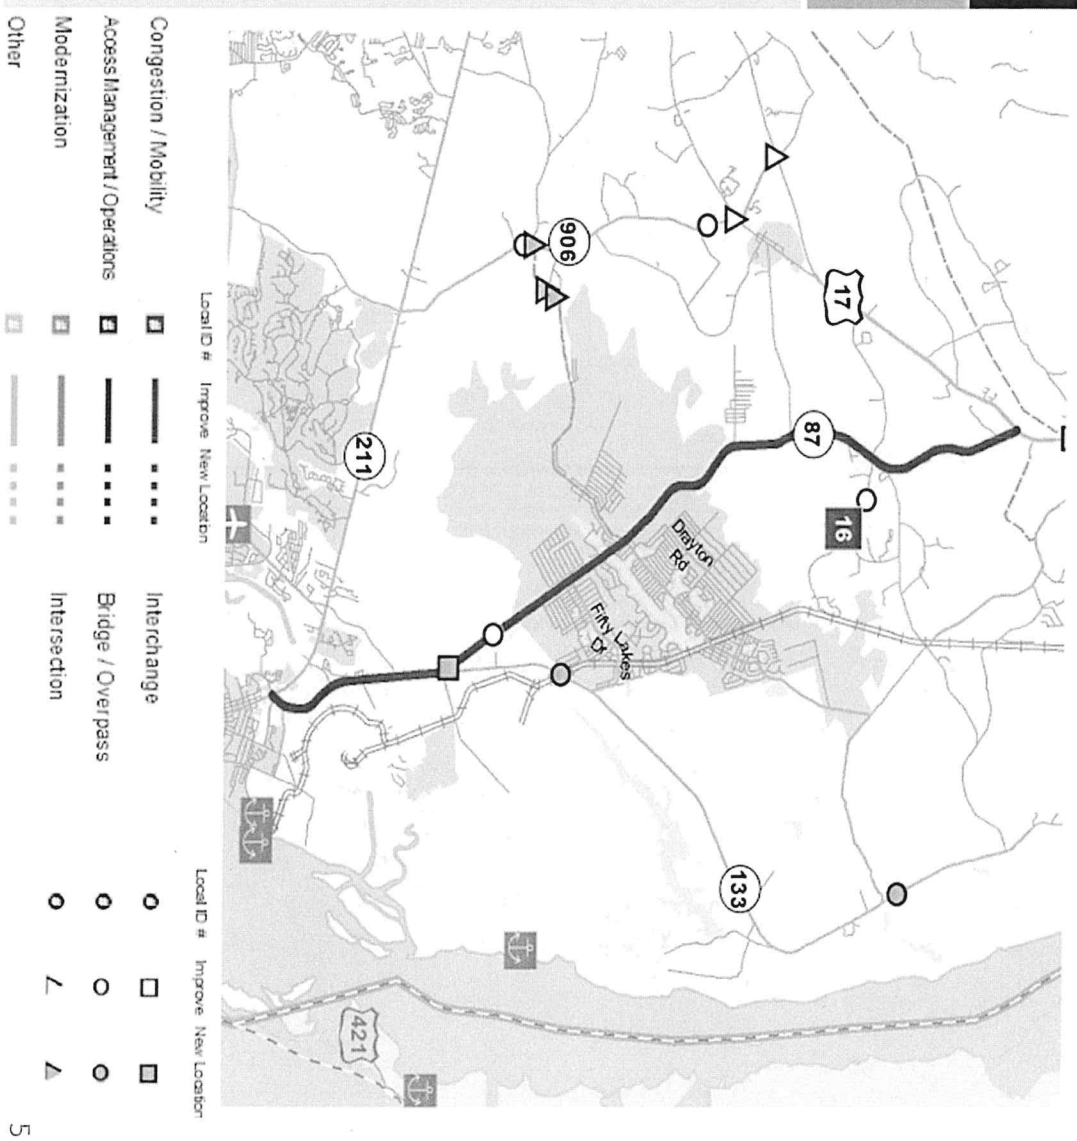 17
906
87
16
211
Drayton
Rd
Fifty Lakes
Dr
133
421
Local ID # Improve New Location
Congestion / Mobility
Access Management / Operations
Modernization
Other
#
#
#
#
Local ID # Improve New Location
Interchange
Bridge / Overpass
Intersection
5